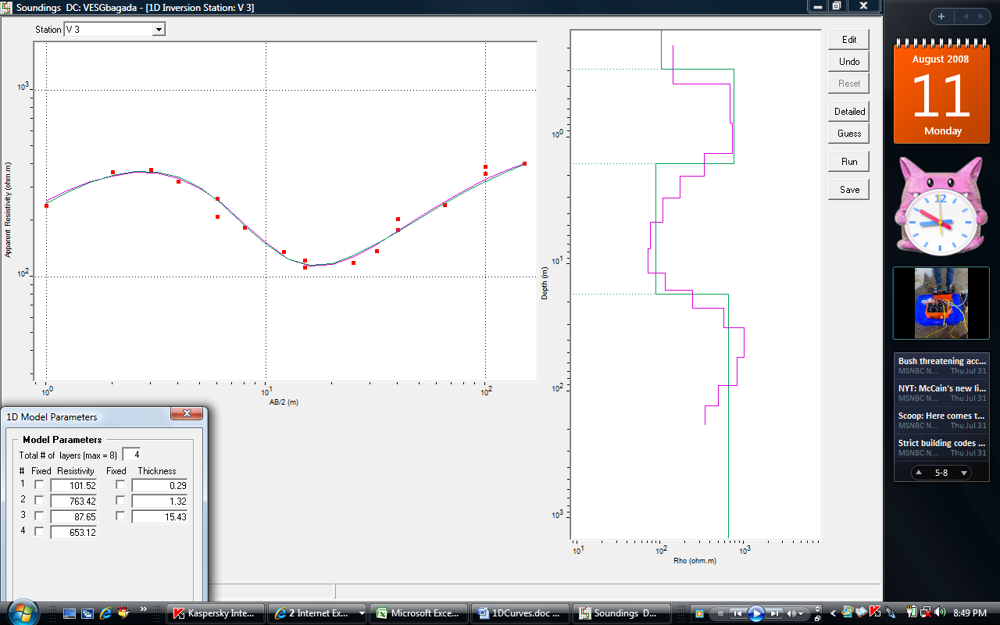 Soundings  DC: VESGbagada - [1D Inversion Station: V 3]
Station V 3
Apparent Resistivity (ohm.m)
10^3
10^2
10^0
10^1
10^2
AB/2 (m)
Depth (m)
10^0
10^1
10^2
10^3
10^1
10^2
10^3
Rho (ohm.m)
Edit
Undo
Reset
Detailed
Guess
Run
Save
1D Model Parameters
Model Parameters
Total # of layers (max = 8) 4
# Fixed Resistivity Fixed Thickness
1 101.52 0.29
2 763.42 1.32
3 87.65 15.43
4 653.12
August 2008
11
Monday
12
Bush threatening acc...
MSNBC N... Thu Jul 31
NYT: McCain's new li...
MSNBC N... Thu Jul 31
Scoop: Here comes t...
MSNBC N... Thu Jul 31
Strict building codes ...
MSNBC N... Thu Jul 31
5-8
Kaspersky Inte...
2 Internet Ex...
Microsoft Exce...
1DCurves.doc ...
Soundings  D...
8:49 PM